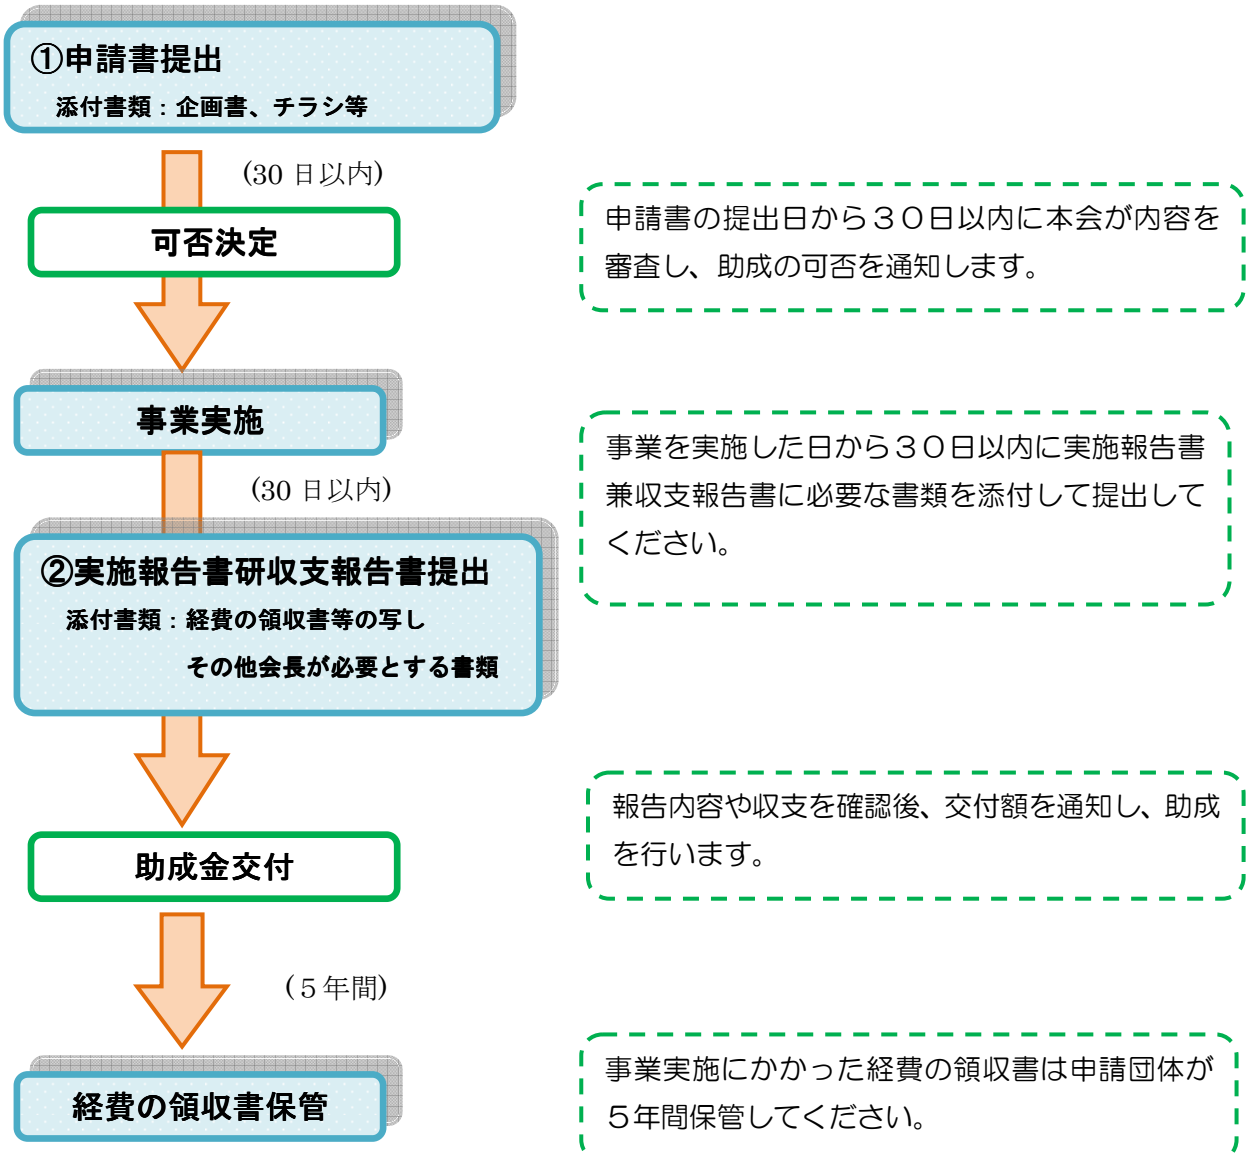 ①申請書提出
添付書類：企画書、チラシ等
(30 日以内)
可否決定
申請書の提出日から３０日以内に本会が内容を
審査し、助成の可否を通知します。
事業実施
(30 日以内)
事業を実施した日から３０日以内に実施報告書
兼収支報告書に必要な書類を添付して提出して
ください。
②実施報告書研収支報告書提出
添付書類：経費の領収書等の写し
その他会長が必要とする書類
報告内容や収支を確認後、交付額を通知し、助成
を行います。
助成金交付
(５年間)
事業実施にかかった経費の領収書は申請団体が
５年間保管してください。
経費の領収書保管